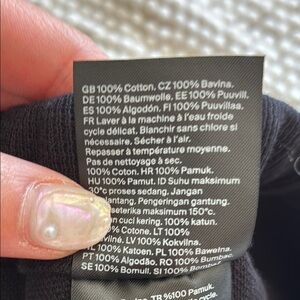 GB 100% Cotton. CZ 100% Bavlna.
DE 100% Baumwolle. EE 100% Puuvill.
ES 100% Algodón. FI 100% Puuvillaa.
FR Laver à la machine à l'eau froide
cycle délicat. Blanchir sans chlore si
nécessaire. Sécher à l'air.
Repasser à température moyenne.
Pas de nettoyage à sec.
100% Coton. HR 100% Pamuk.
HU 100% Pamut. ID Suhu maksimum
30°c proses sedang. Jangan
Pengeringan gantung.
seterika maksimum 150°c.
cuci kering. 100% katun.
Cotone. LT 100%
LV 100% Kokvilna.
NL 100% Katoen. PL 100% Bawełna.
PT 100% Algodão. RO 100% Bumbac.
SE 100% Bomull. SI 100% Bombaž.
TR %100 Pamuk.